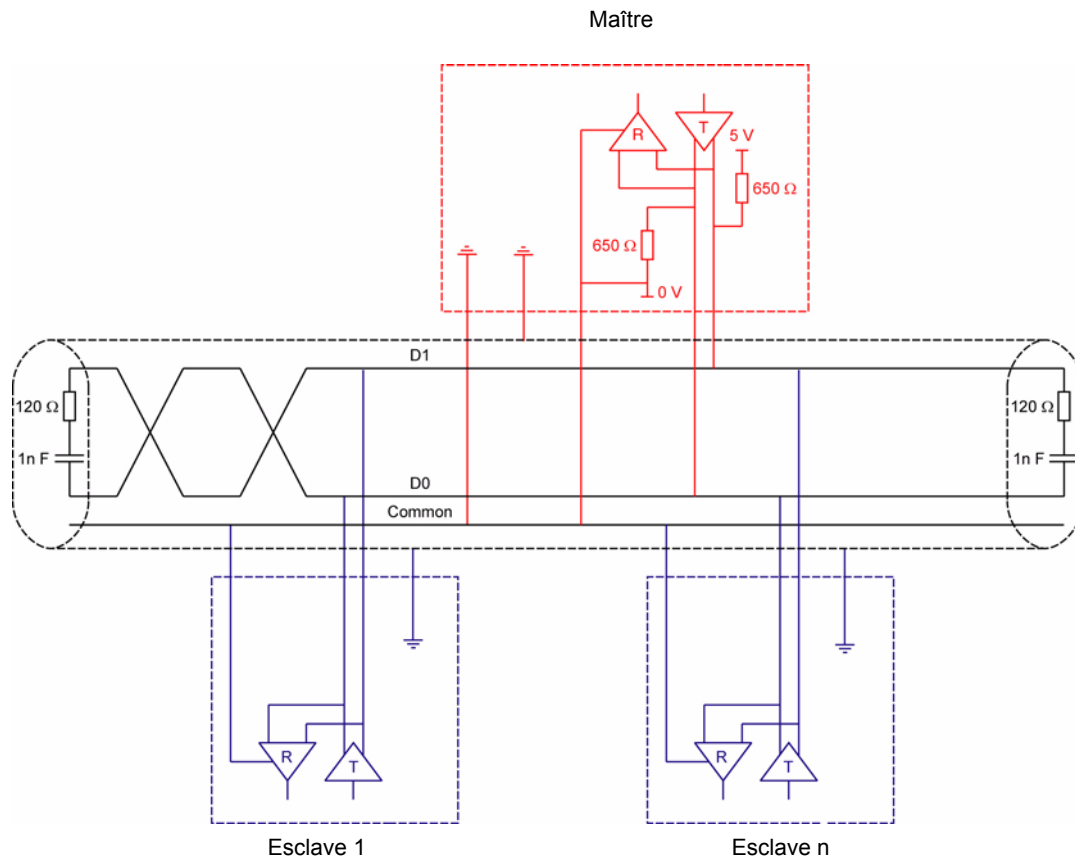 Maître
R
T
5 V
650 Ω
650 Ω
0 V
D1
120 Ω
1n F
120 Ω
1n F
D0
Common
R
T
R
T
Esclave 1
Esclave n